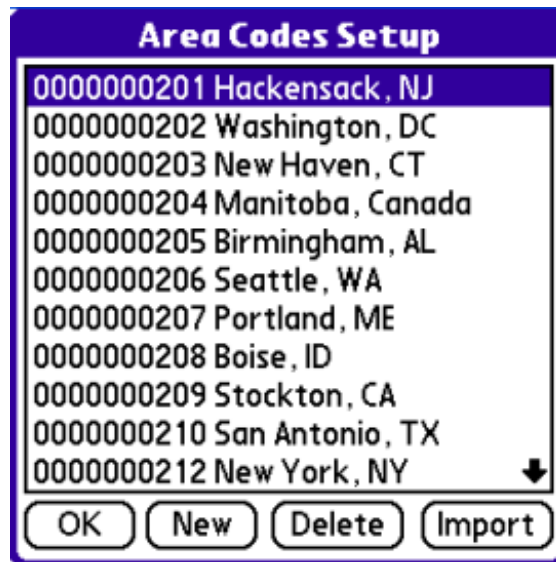 Area Codes Setup
0000000201 Hackensack, NJ
0000000202 Washington, DC
0000000203 New Haven, CT
0000000204 Manitoba, Canada
0000000205 Birmingham, AL
0000000206 Seattle, WA
0000000207 Portland, ME
0000000208 Boise, ID
0000000209 Stockton, CA
0000000210 San Antonio, TX
0000000212 New York, NY
OK New Delete Import